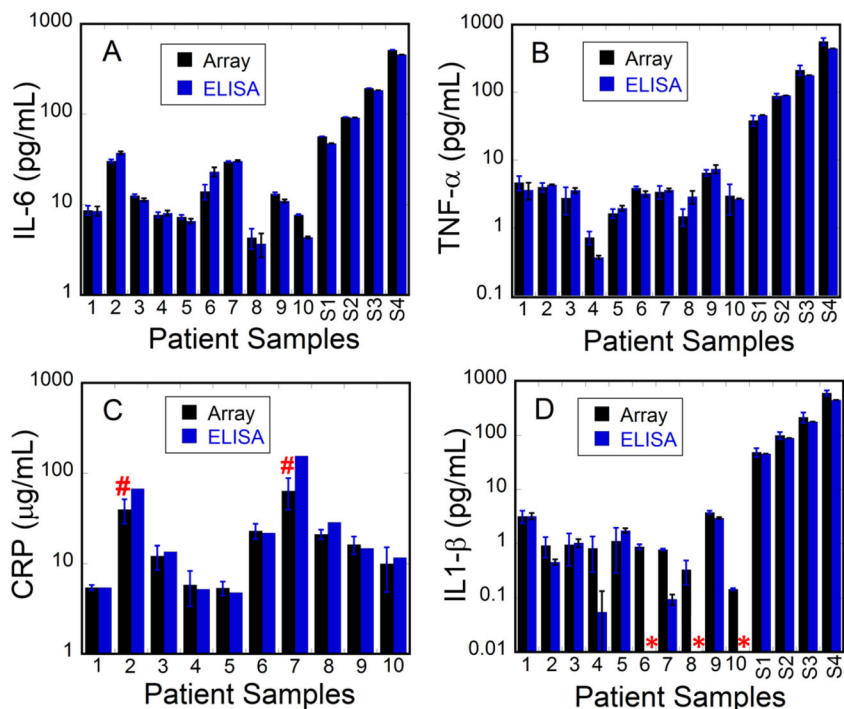 A
Array
ELISA
IL-6 (pg/mL)
1000
100
10
1
1 2 3 4 5 6 7 8 9 10 S1 S2 S3 S4
Patient Samples
B
Array
ELISA
TNF-α (pg/mL)
1000
100
10
1
0.1
1 2 3 4 5 6 7 8 9 10 S1 S2 S3 S4
Patient Samples
C
Array
ELISA
CRP (μg/mL)
1000
100
10
1
# #
1 2 3 4 5 6 7 8 9 10
Patient Samples
D
Array
ELISA
IL1-β (pg/mL)
1000
100
10
1
0.1
0.01
* * *
1 2 3 4 5 6 7 8 9 10 S1 S2 S3 S4
Patient Samples